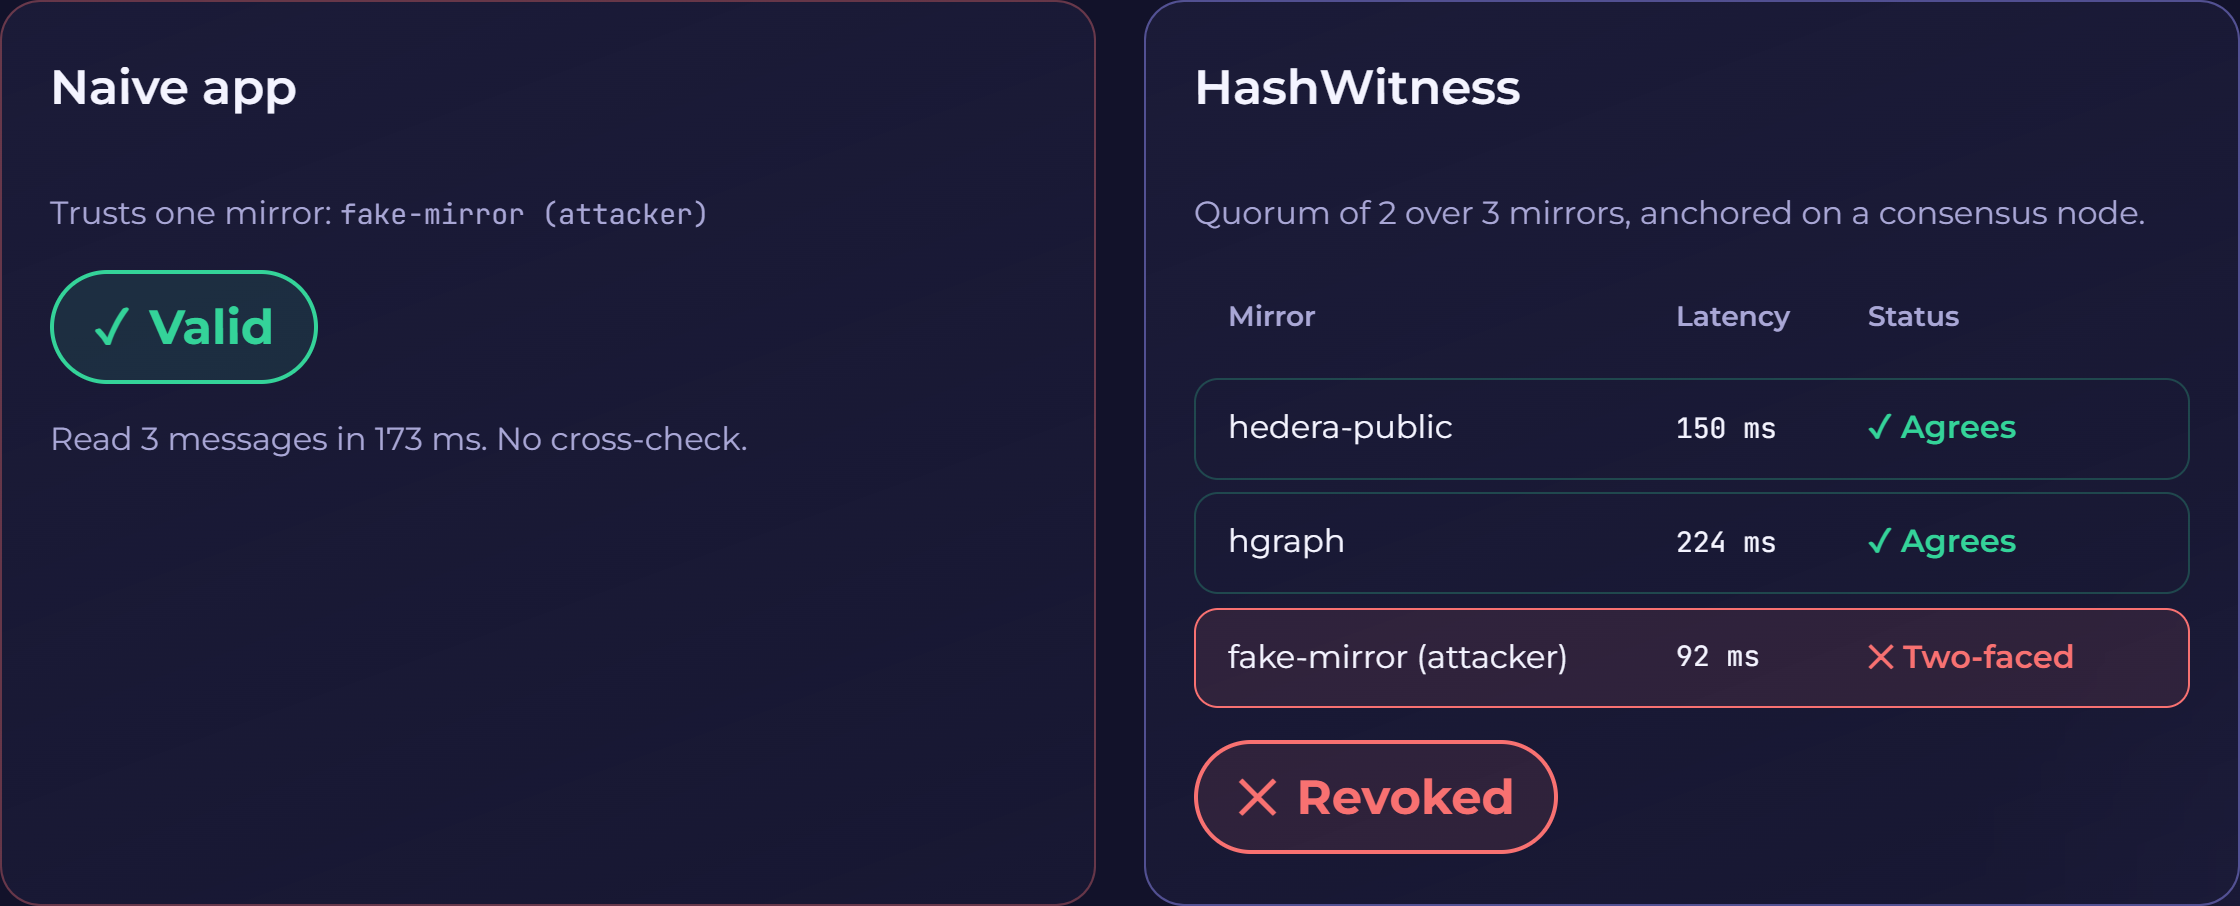 Naive app
Trusts one mirror: fake-mirror (attacker)
✓ Valid
Read 3 messages in 173 ms. No cross-check.
HashWitness
Quorum of 2 over 3 mirrors, anchored on a consensus node.
Mirror Latency Status
hedera-public 150 ms ✓ Agrees
hgraph 224 ms ✓ Agrees
fake-mirror (attacker) 92 ms ✕ Two-faced
✕ Revoked